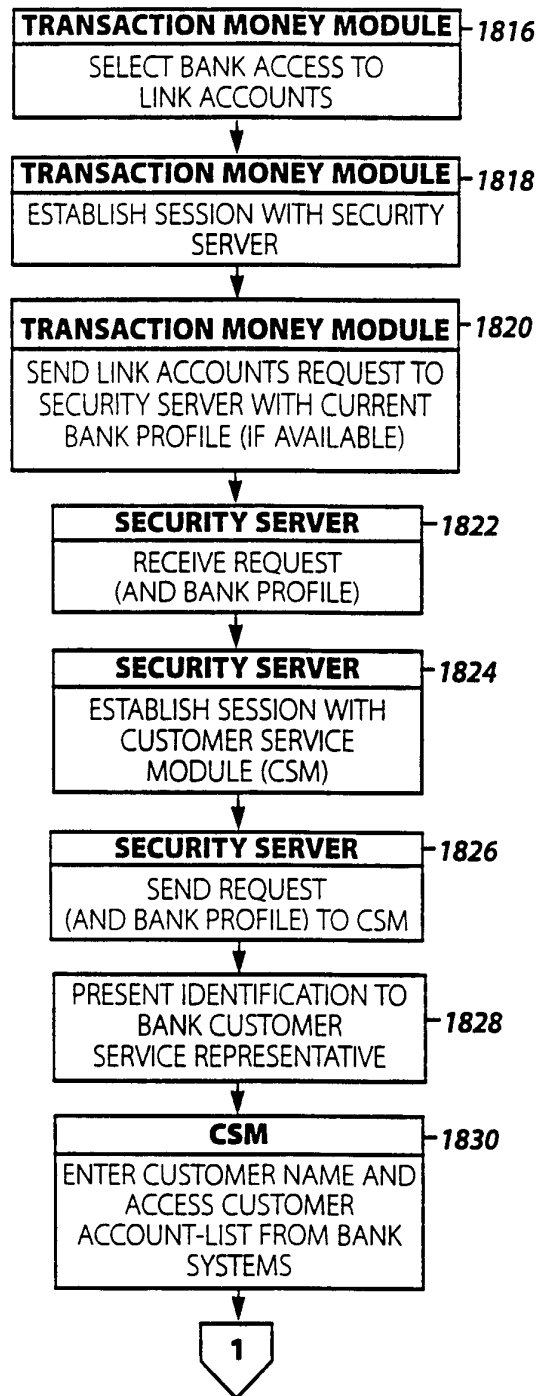 TRANSACTION MONEY MODULE 1816
SELECT BANK ACCESS TO
LINK ACCOUNTS
TRANSACTION MONEY MODULE 1818
ESTABLISH SESSION WITH SECURITY
SERVER
TRANSACTION MONEY MODULE 1820
SEND LINK ACCOUNTS REQUEST TO
SECURITY SERVER WITH CURRENT
BANK PROFILE (IF AVAILABLE)
SECURITY SERVER 1822
RECEIVE REQUEST
(AND BANK PROFILE)
SECURITY SERVER 1824
ESTABLISH SESSION WITH
CUSTOMER SERVICE
MODULE (CSM)
SECURITY SERVER 1826
SEND REQUEST
(AND BANK PROFILE) TO CSM
PRESENT IDENTIFICATION TO
BANK CUSTOMER 1828
SERVICE REPRESENTATIVE
CSM 1830
ENTER CUSTOMER NAME AND
ACCESS CUSTOMER
ACCOUNT-LIST FROM BANK
SYSTEMS
1